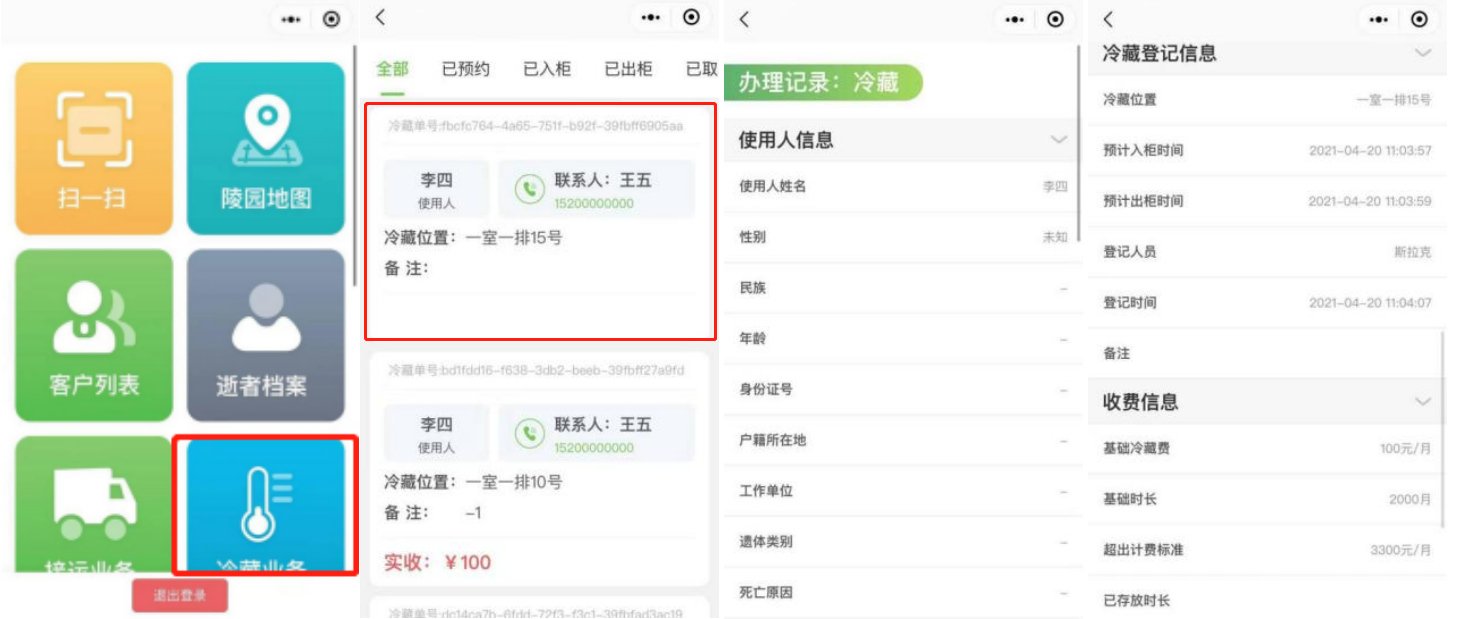 扫一扫
陵园地图
客户列表
逝者档案
接运业务
冷藏业务
退出登录
全部 已预约 已入柜 已出柜 已取
冷藏单号:fbcfc764-4a65-751f-b92f-39fbff6905aa
李四
使用人
联系人：王五
15200000000
冷藏位置：一室一排15号
备 注：
冷藏单号:bd1fdd16-f638-3db2-beeb-39fbff27a9fd
李四
使用人
联系人：王五
15200000000
冷藏位置：一室一排10号
备 注： -1
实收：￥100
冷藏单号:dc14ca7b-6fdd-72f3-f3c1-39fbfad3ac19
办理记录：冷藏
使用人信息
使用人姓名 李四
性别 未知
民族 -
年龄 -
身份证号 -
户籍所在地 -
工作单位 -
遗体类别 -
死亡原因 -
冷藏登记信息
冷藏位置 一室一排15号
预计入柜时间 2021-04-20 11:03:57
预计出柜时间 2021-04-20 11:03:59
登记人员 斯拉克
登记时间 2021-04-20 11:04:07
备注
收费信息
基础冷藏费 100元/月
基础时长 2000月
超出计费标准 3300元/月
已存放时长